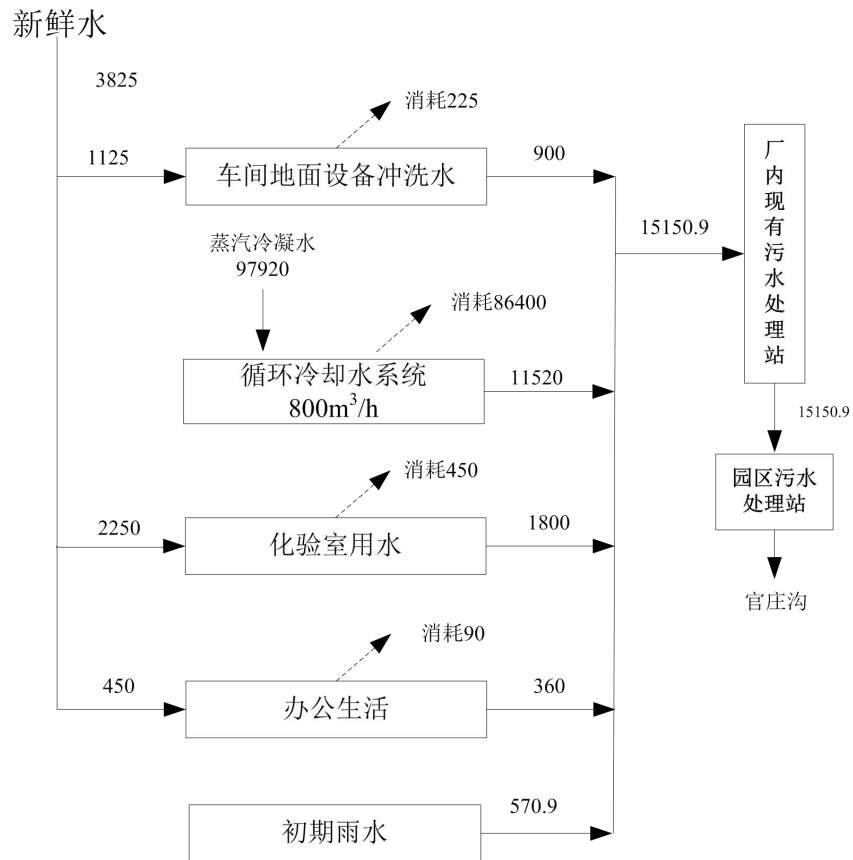 新鲜水
3825
消耗225
1125
车间地面设备冲洗水
900
厂内现有污水处理站
15150.9
蒸汽冷凝水
97920
消耗86400
循环冷却水系统
800m³/h
11520
15150.9
消耗450
园区污水
处理站
2250
化验室用水
1800
官庄沟
消耗90
450
办公生活
360
初期雨水
570.9